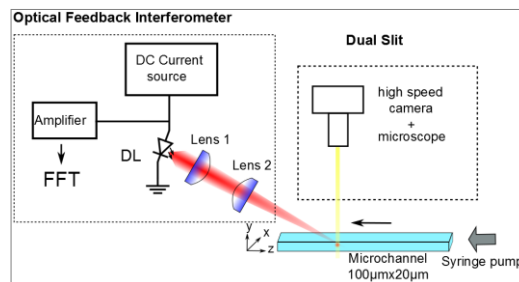 Optical Feedback Interferometer
Dual Slit
DC Current
source
high speed
camera
+
microscope
Amplifier
Lens 1
DL
Lens 2
FFT
y
x
z
Microchannel
100µmx20µm
Syringe pump